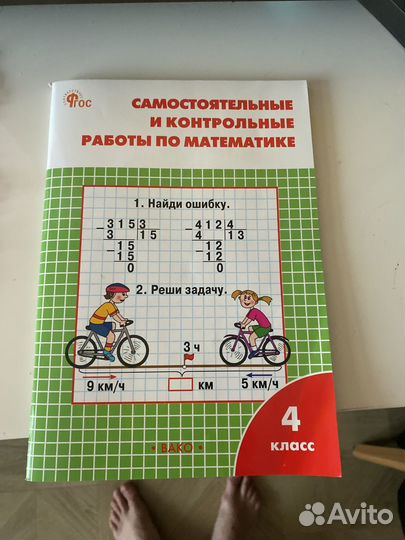 ФГОС
САМОСТОЯТЕЛЬНЫЕ
И КОНТРОЛЬНЫЕ
РАБОТЫ ПО МАТЕМАТИКЕ
1. Найди ошибку.
−315 3 −412 4
3 15 4 13
−15 −12
15 12
0 0
2. Реши задачу.
3 ч
9 км/ч км 5 км/ч
4
класс
• ВАКО •
Avito